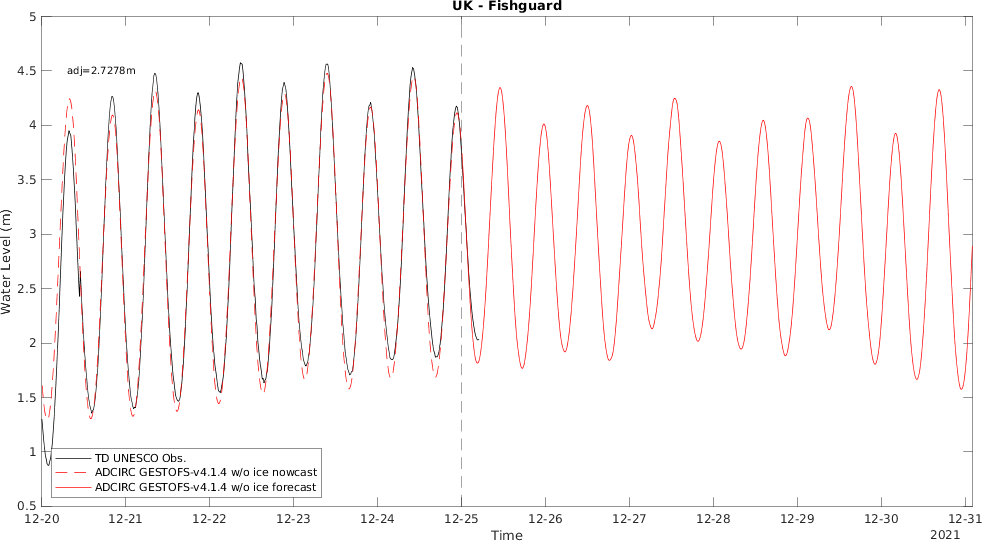 UK - Fishguard
adj=2.7278m
5
4.5
4
3.5
3
2.5
2
1.5
1
0.5
Water Level (m)
TD UNESCO Obs.
ADCIRC GESTOFS-v4.1.4 w/o ice nowcast
ADCIRC GESTOFS-v4.1.4 w/o ice forecast
12-20 12-21 12-22 12-23 12-24 12-25 12-26 12-27 12-28 12-29 12-30 12-31
Time
2021